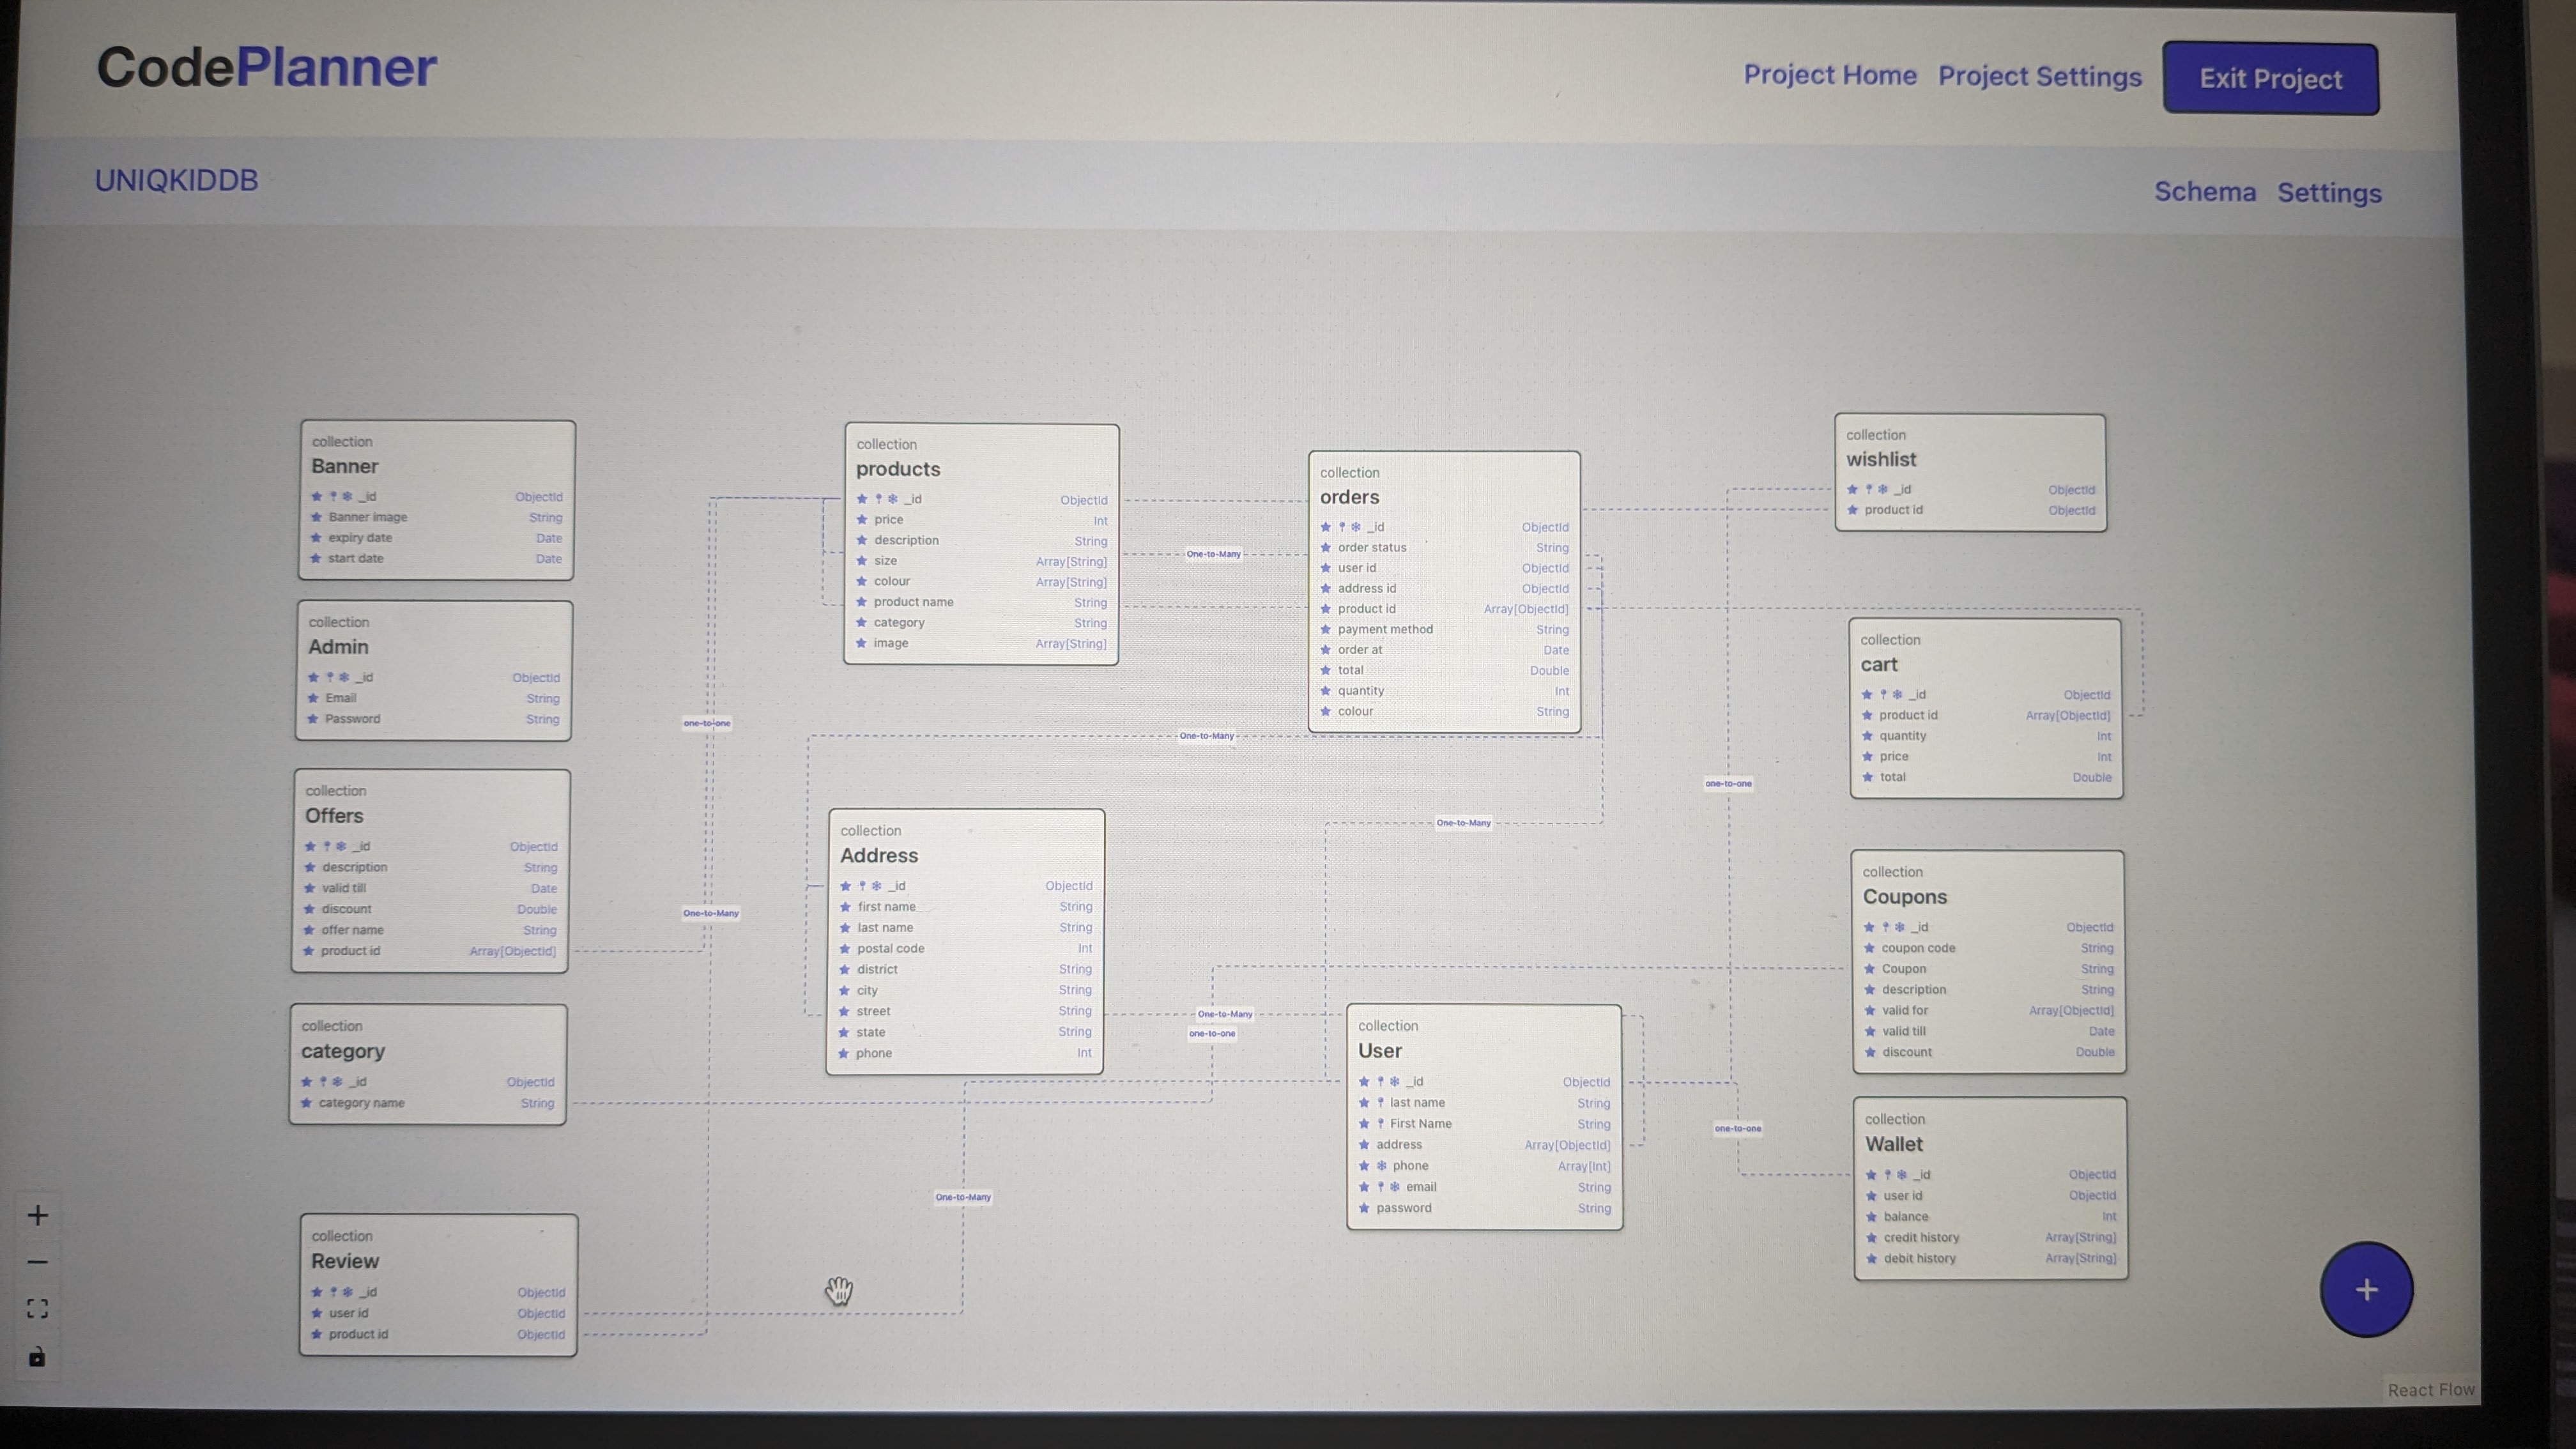 CodePlanner
Project Home Project Settings Exit Project
UNIQKIDDB
Schema Settings
collection
Banner
_id ObjectId
Banner image String
expiry date Date
start date Date
collection
Admin
_id ObjectId
Email String
Password String
collection
Offers
_id ObjectId
description String
valid till Date
discount Double
offer name String
product id Array[ObjectId]
collection
category
_id ObjectId
category name String
collection
Review
_id ObjectId
user id ObjectId
product id ObjectId
one-to-one
One-to-Many
collection
products
_id ObjectId
price Int
description String
size Array[String]
colour Array[String]
product name String
category String
image Array[String]
One-to-Many
One-to-Many
collection
Address
_id ObjectId
first name String
last name String
postal code Int
district String
city String
street String
state String
phone Int
One-to-Many
one-to-one
One-to-Many
collection
orders
_id ObjectId
order status String
user id ObjectId
address id ObjectId
product id Array[ObjectId]
payment method String
order at Date
total Double
quantity Int
colour String
One-to-Many
collection
User
_id ObjectId
last name String
First Name String
address Array[ObjectId]
phone Array[Int]
email String
password String
one-to-one
one-to-one
collection
wishlist
_id ObjectId
product id ObjectId
collection
cart
_id ObjectId
product id Array[ObjectId]
quantity Int
price Int
total Double
collection
Coupons
_id ObjectId
coupon code String
Coupon String
description String
valid for Array[ObjectId]
valid till Date
discount Double
collection
Wallet
_id ObjectId
user id ObjectId
balance Int
credit history Array[String]
debit history Array[String]
React Flow